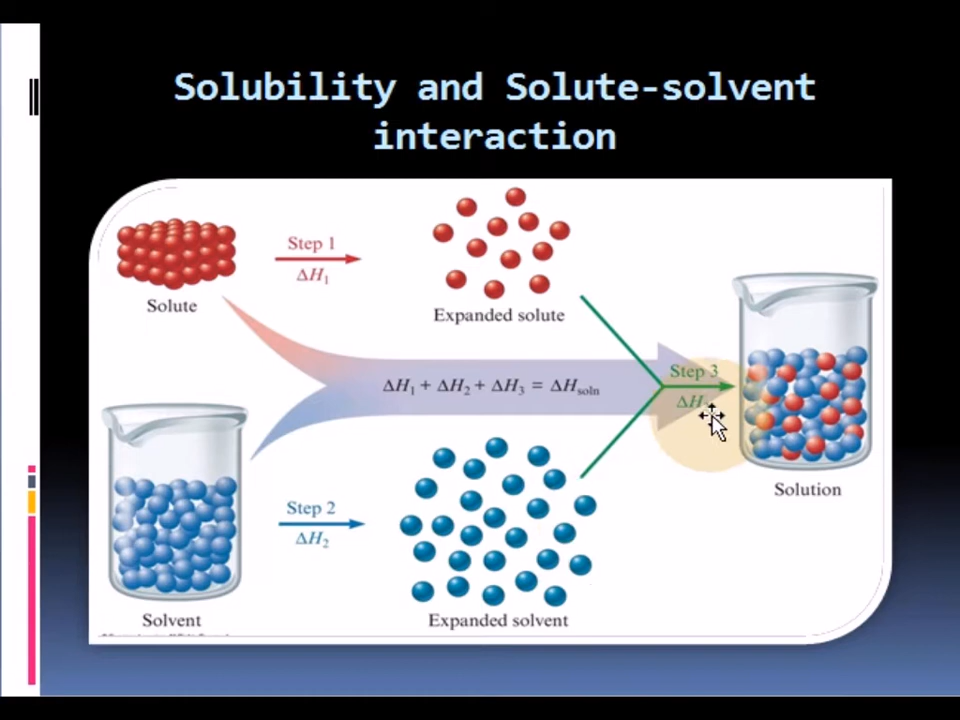 Solubility and Solute-solvent
interaction
Step 1
ΔH₁
Solute
Expanded solute
ΔH₁ + ΔH₂ + ΔH₃ = ΔHsoln
Step 3
ΔH
Solution
Step 2
ΔH₂
Solvent
Expanded solvent